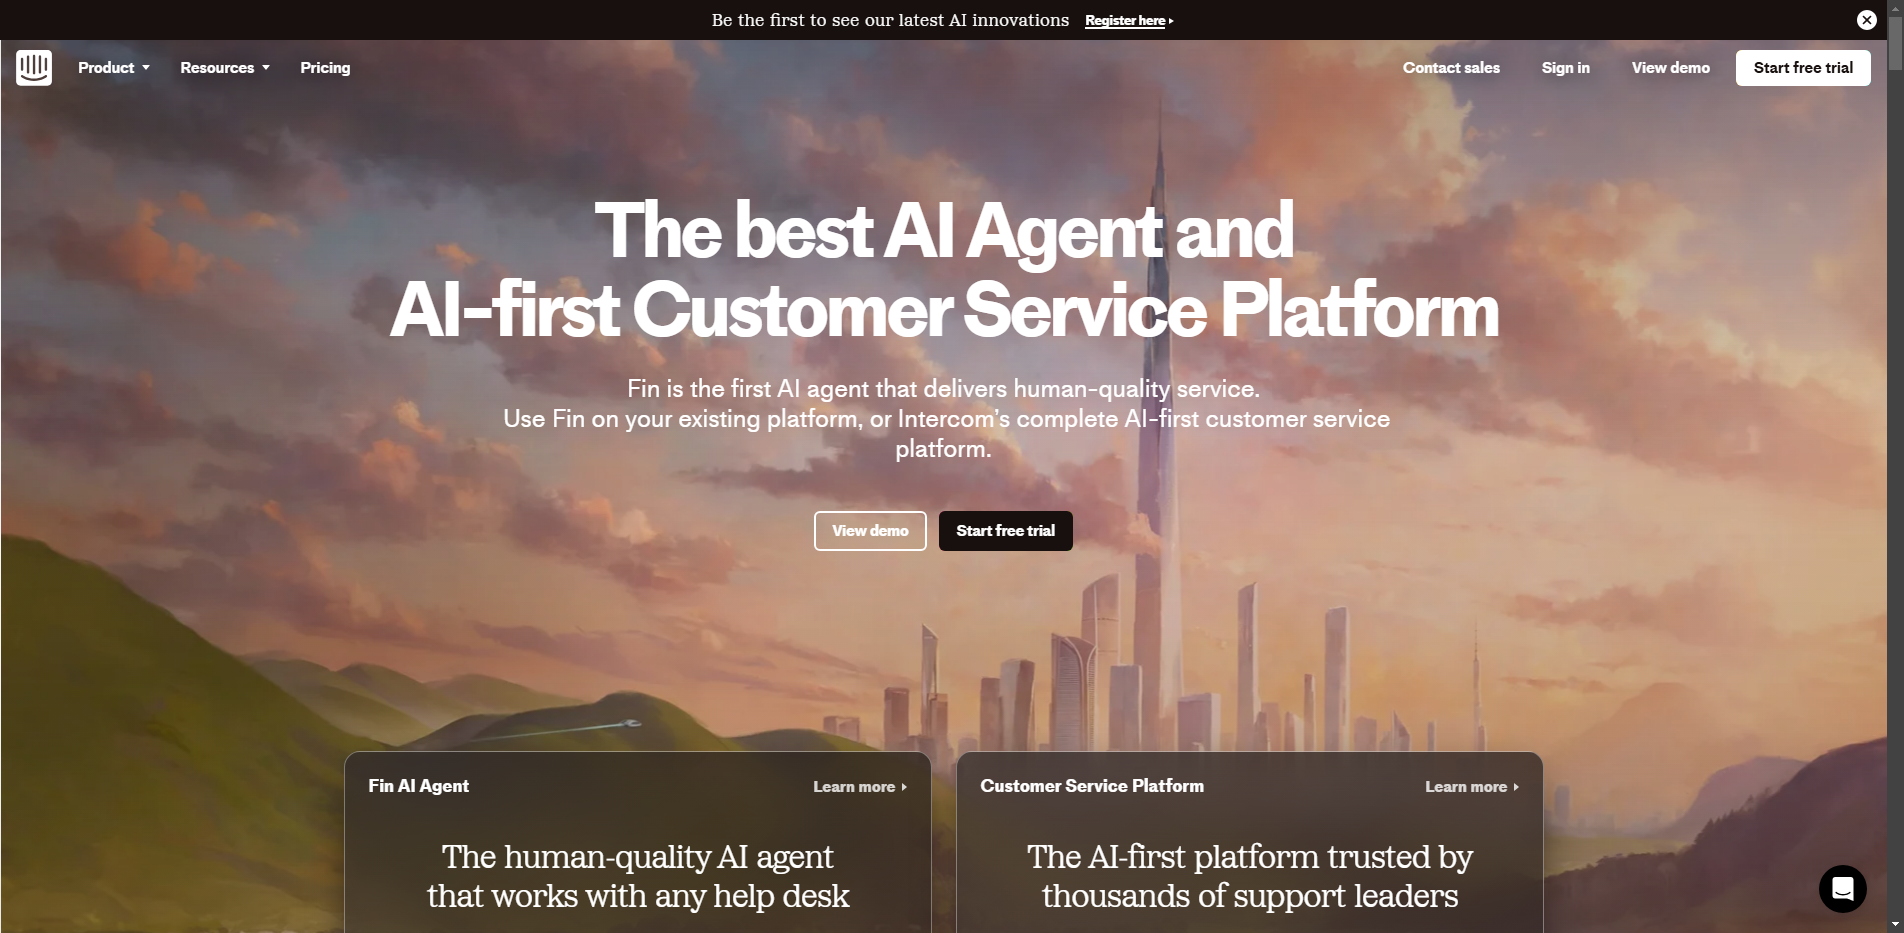 Be the first to see our latest AI innovations Register here
Product Resources Pricing Contact sales Sign in View demo Start free trial
The best AI Agent and
AI-first Customer Service Platform
Fin is the first AI agent that delivers human-quality service.
Use Fin on your existing platform, or Intercom's complete AI-first customer service
platform.
View demo Start free trial
Fin AI Agent Learn more
The human-quality AI agent
that works with any help desk
Customer Service Platform Learn more
The AI-first platform trusted by
thousands of support leaders